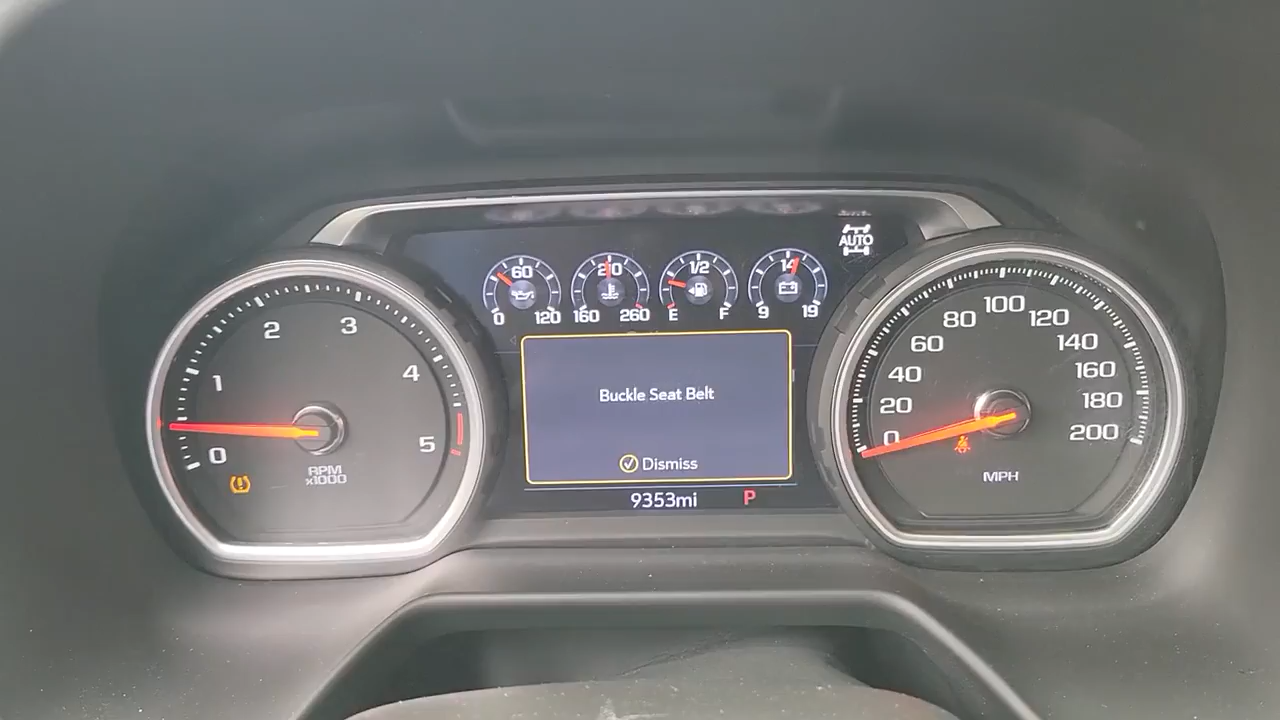 60
0 120
210
160 260
1/2
E F
14
9 19
AUTO
0 1 2 3 4 5
RPM
x1000
Buckle Seat Belt
Dismiss
9353mi P
0 20 40 60 80 100 120 140 160 180 200
MPH